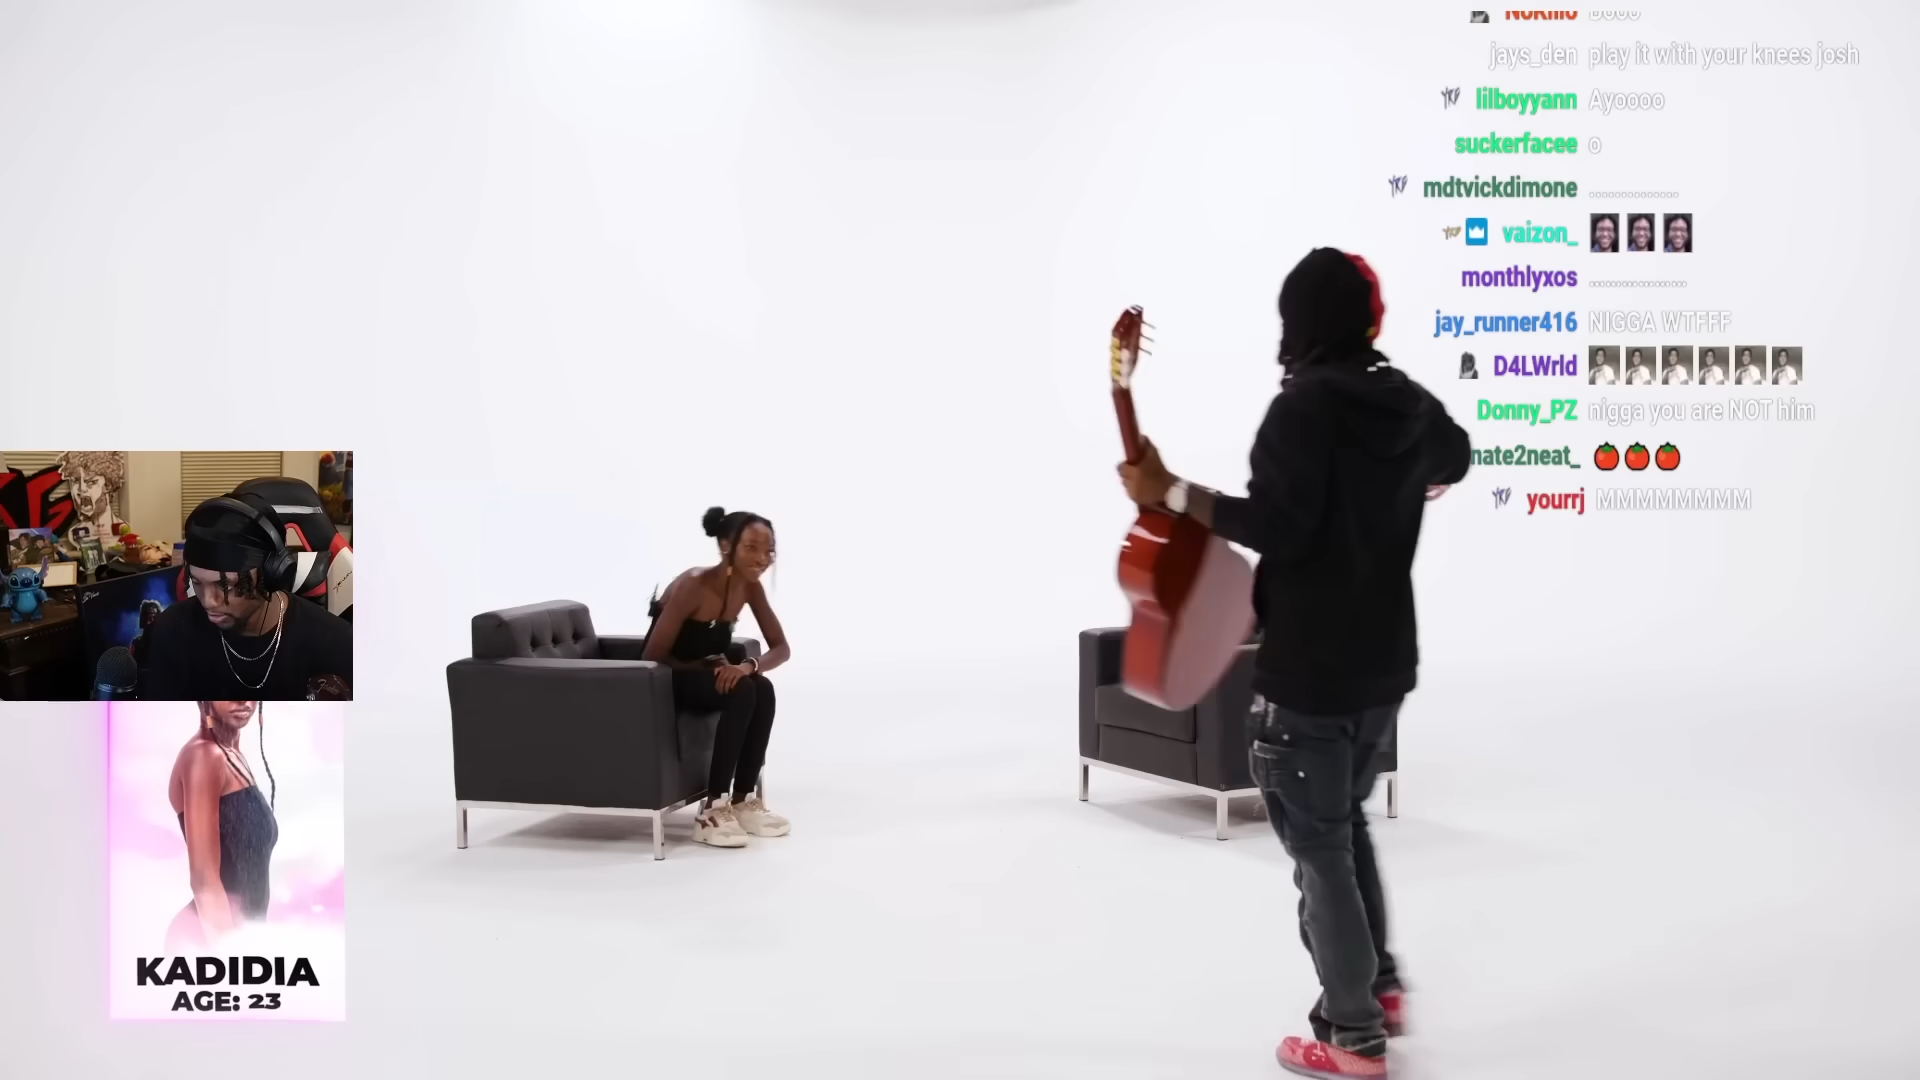 jays_den play it with your knees josh
lilboyyann Ayoooo
suckerfacee o
mdtvickdimone ..............
vaizon_
monthlyxos ..................
jay_runner416 NIGGA WTFFF
D4LWrld
Donny_PZ nigga you are NOT him
nate2neat_
yourrj MMMMMMMM
KADIDIA
AGE: 23